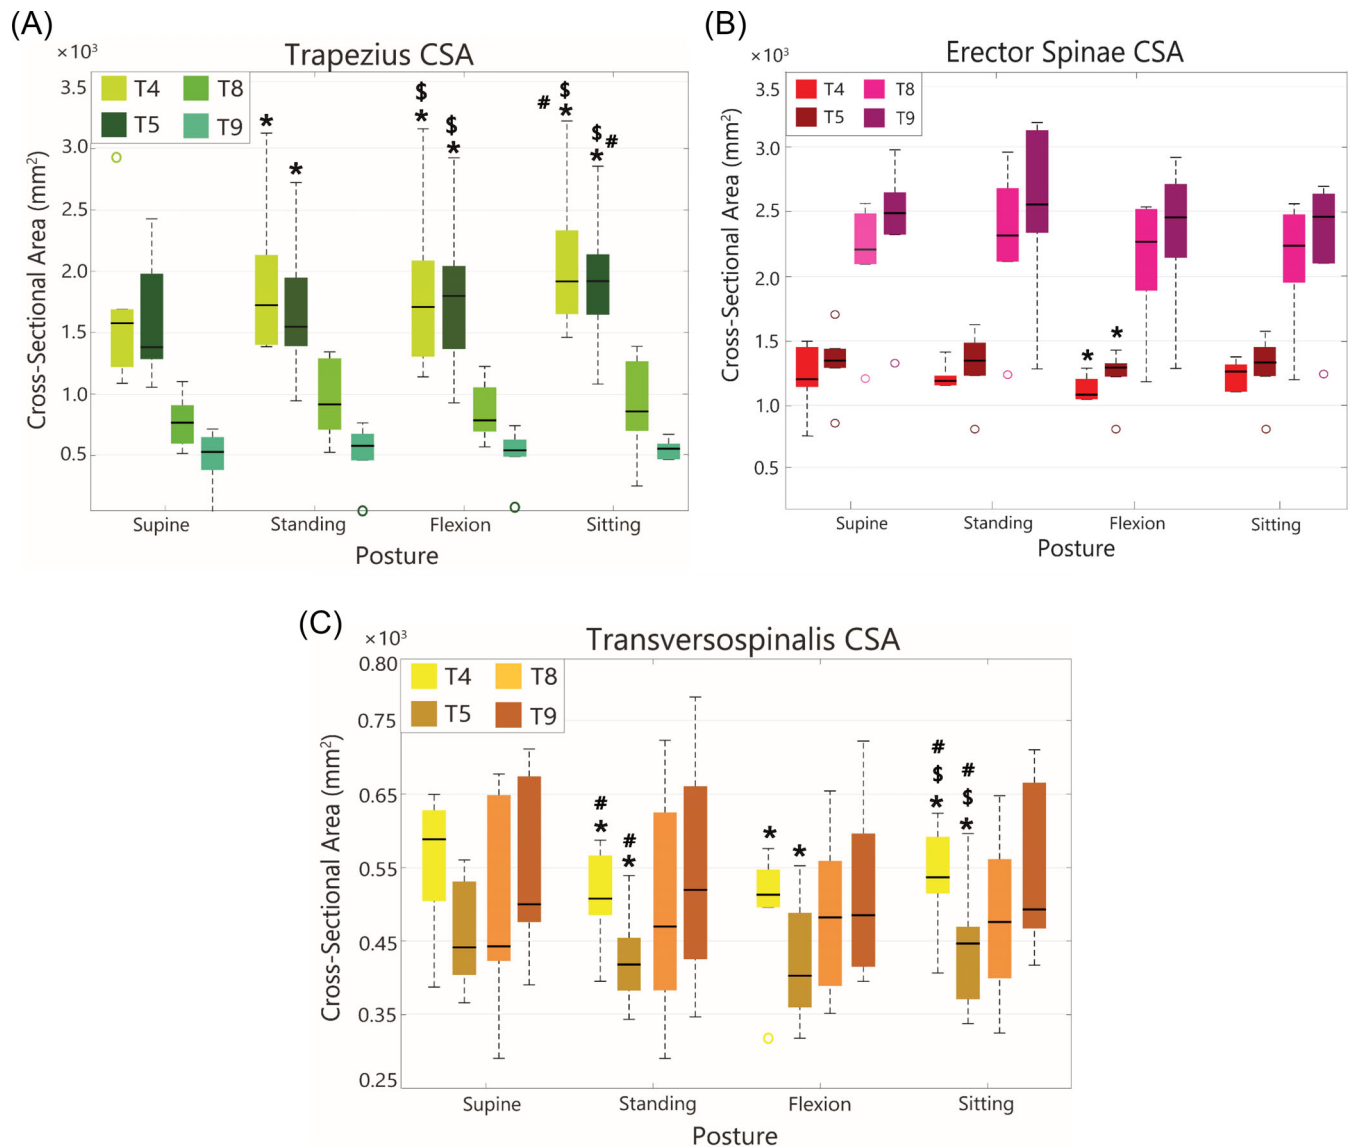 (A)
×10³
Trapezius CSA
T4
T8
T5
T9
Cross-Sectional Area (mm²)
3.5
3.0
2.5
2.0
1.5
1.0
0.5
*
*
$
*
$
*
#
$
*
$
*
#
Supine
Standing
Flexion
Sitting
Posture
(B)
×10³
Erector Spinae CSA
T4
T8
T5
T9
Cross-Sectional Area (mm²)
3.5
3.0
2.5
2.0
1.5
1.0
0.5
*
*
Supine
Standing
Flexion
Sitting
Posture
(C)
×10³
Transversospinalis CSA
T4
T8
T5
T9
Cross-Sectional Area (mm²)
0.80
0.75
0.65
0.55
0.45
0.35
0.25
#
*
#
*
*
*
#
$
*
#
$
*
Supine
Standing
Flexion
Sitting
Posture